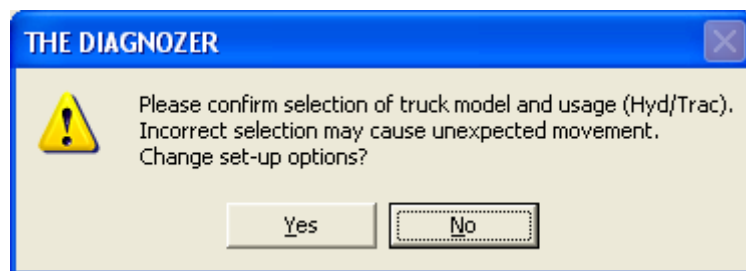 THE DIAGNOZER
Please confirm selection of truck model and usage (Hyd/Trac).
Incorrect selection may cause unexpected movement.
Change set-up options?
Yes
No